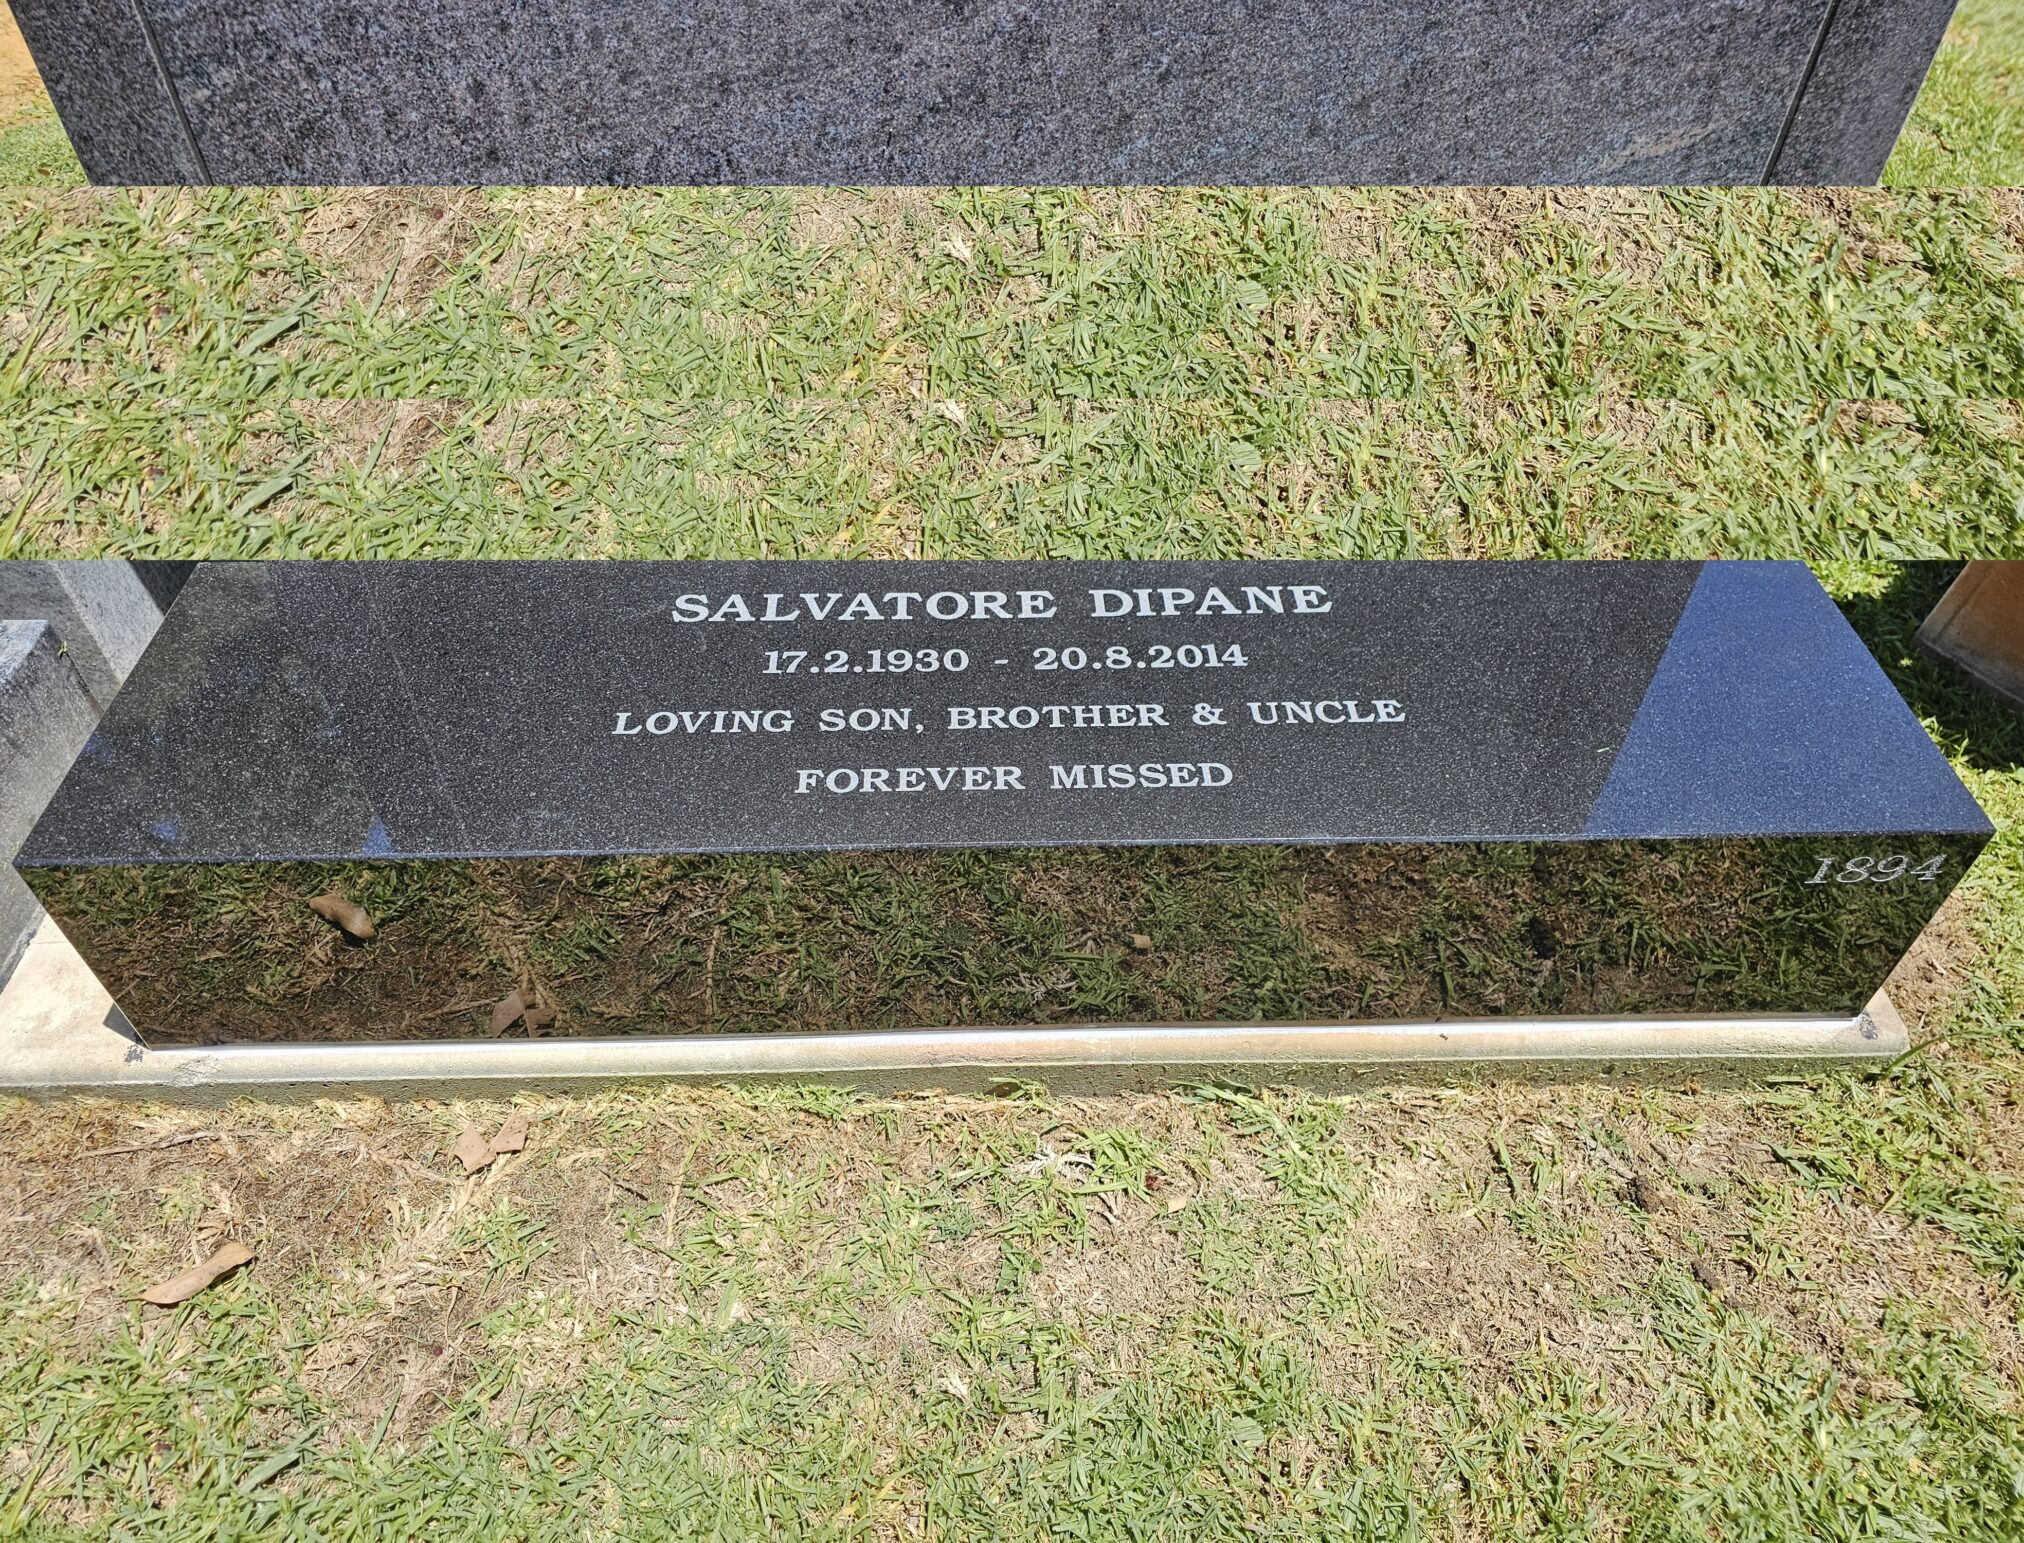 SALVATORE DIPANE
17.2.1930 - 20.8.2014
LOVING SON, BROTHER & UNCLE
FOREVER MISSED
1894